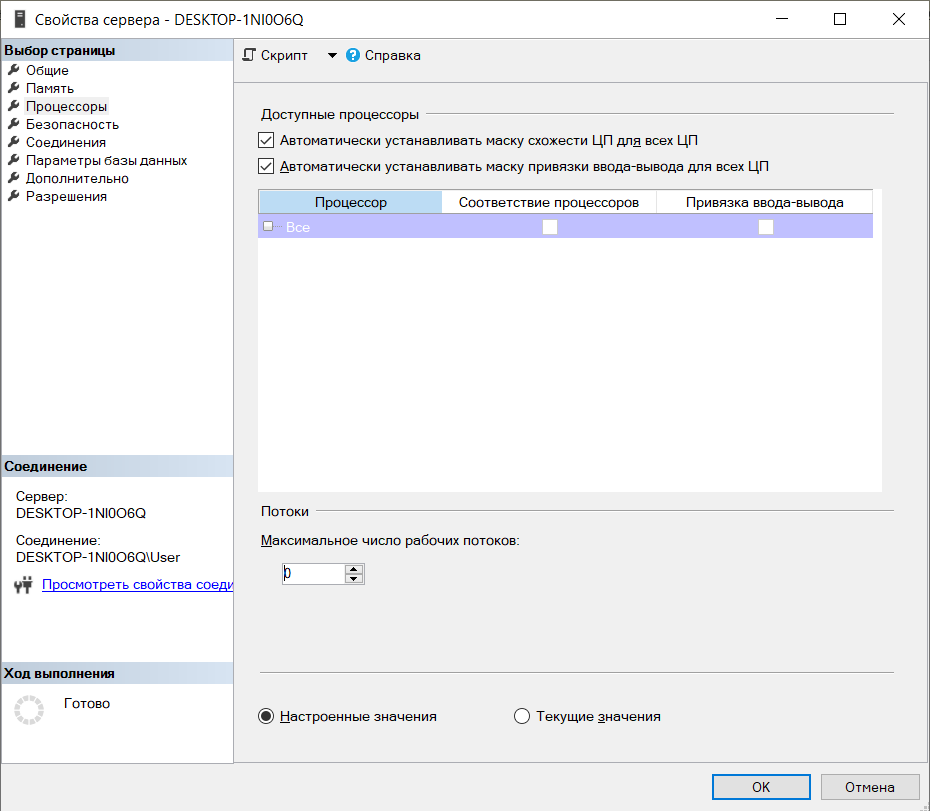 Свойства сервера - DESKTOP-1NI0O6Q
Выбор страницы
Общие
Память
Процессоры
Безопасность
Соединения
Параметры базы данных
Дополнительно
Разрешения
Скрипт
Справка
Доступные процессоры
Автоматически устанавливать маску схожести ЦП для всех ЦП
Автоматически устанавливать маску привязки ввода-вывода для всех ЦП
Процессор Соответствие процессоров Привязка ввода-вывода
Все
Соединение
Сервер:
DESKTOP-1NI0O6Q
Соединение:
DESKTOP-1NI0O6Q\User
Просмотреть свойства соеди
Потоки
Максимальное число рабочих потоков:
0
Ход выполнения
Готово
Настроенные значения
Текущие значения
OK
Отмена